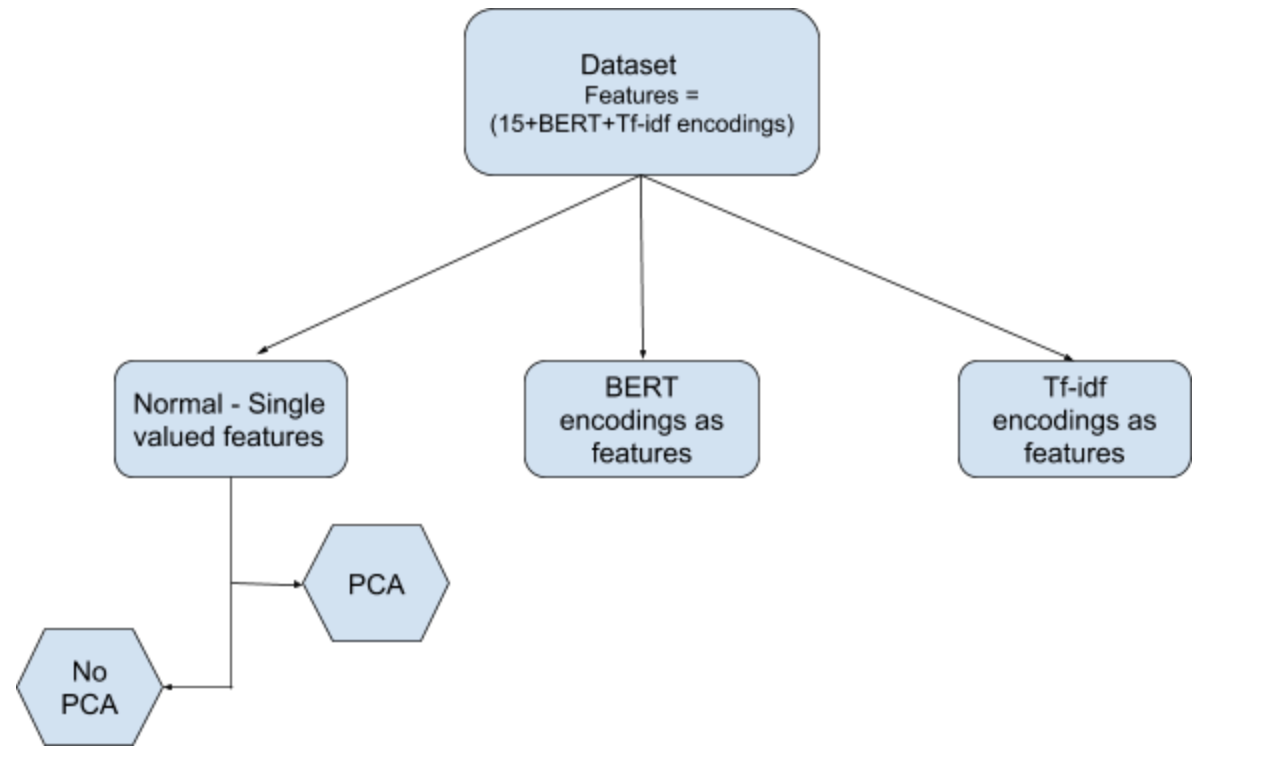 Dataset
Features =
(15+BERT+Tf-idf encodings)
Normal - Single
valued features
BERT
encodings as
features
Tf-idf
encodings as
features
PCA
No
PCA